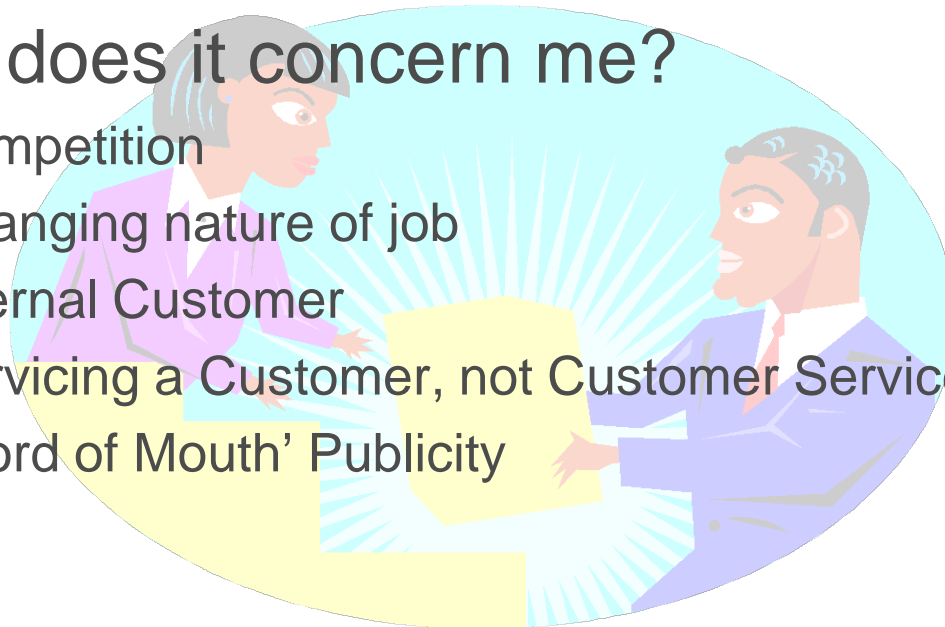 does it concern me?
mpetition
anging nature of job
ernal Customer
rvicing a Customer, not Customer Servic
ord of Mouth’ Publicity